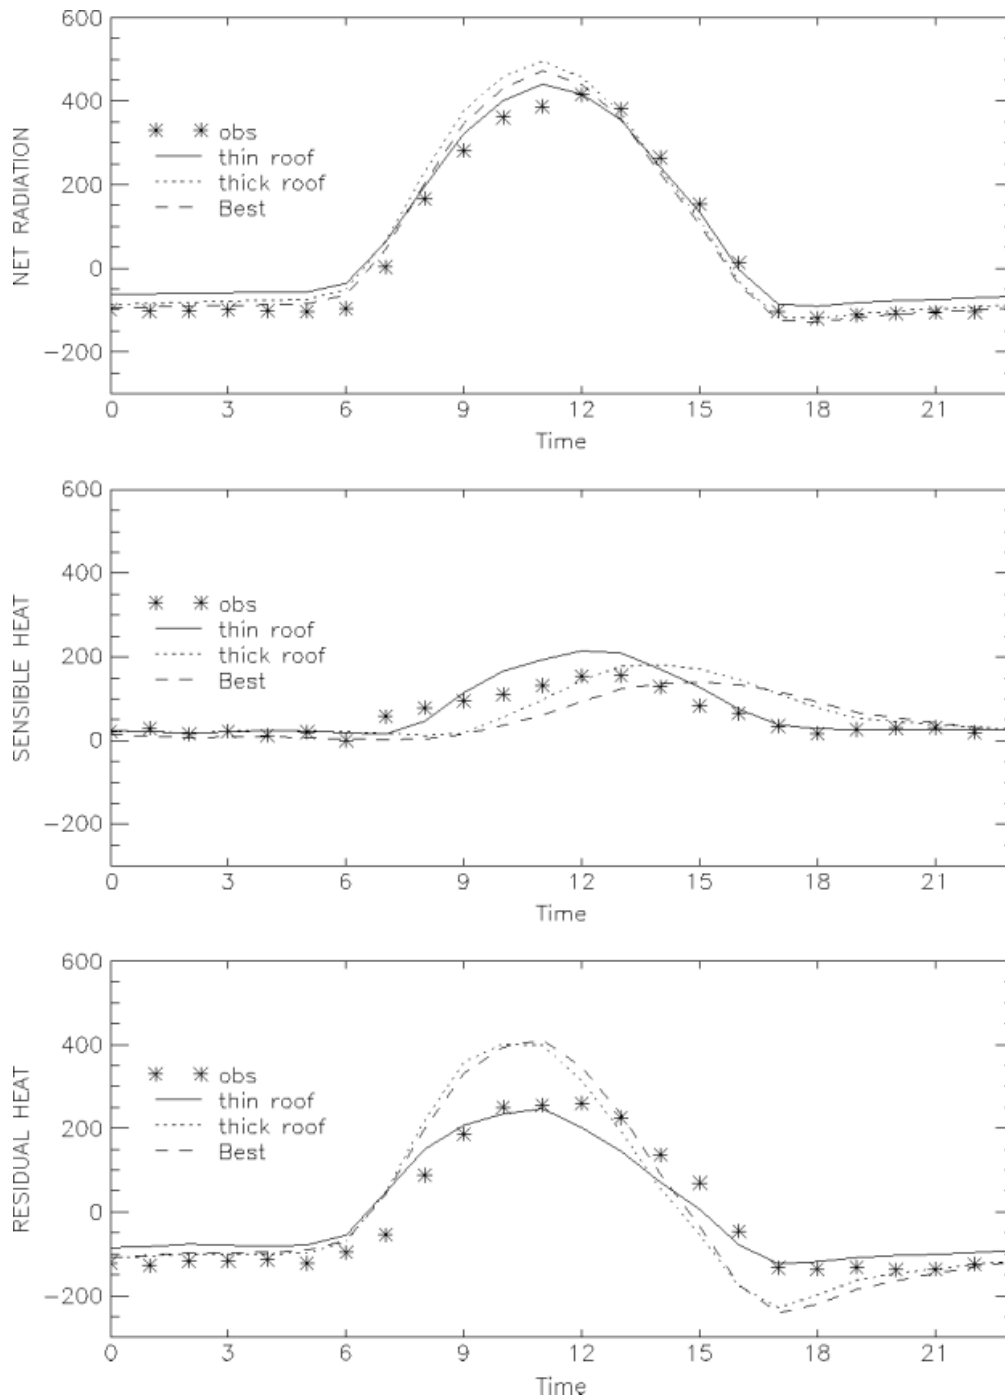 600
400
200
0
−200
NET RADIATION
obs
thin roof
thick roof
Best
0 3 6 9 12 15 18 21
Time
600
400
200
0
−200
SENSIBLE HEAT
obs
thin roof
thick roof
Best
0 3 6 9 12 15 18 21
Time
600
400
200
0
−200
RESIDUAL HEAT
obs
thin roof
thick roof
Best
0 3 6 9 12 15 18 21
Time